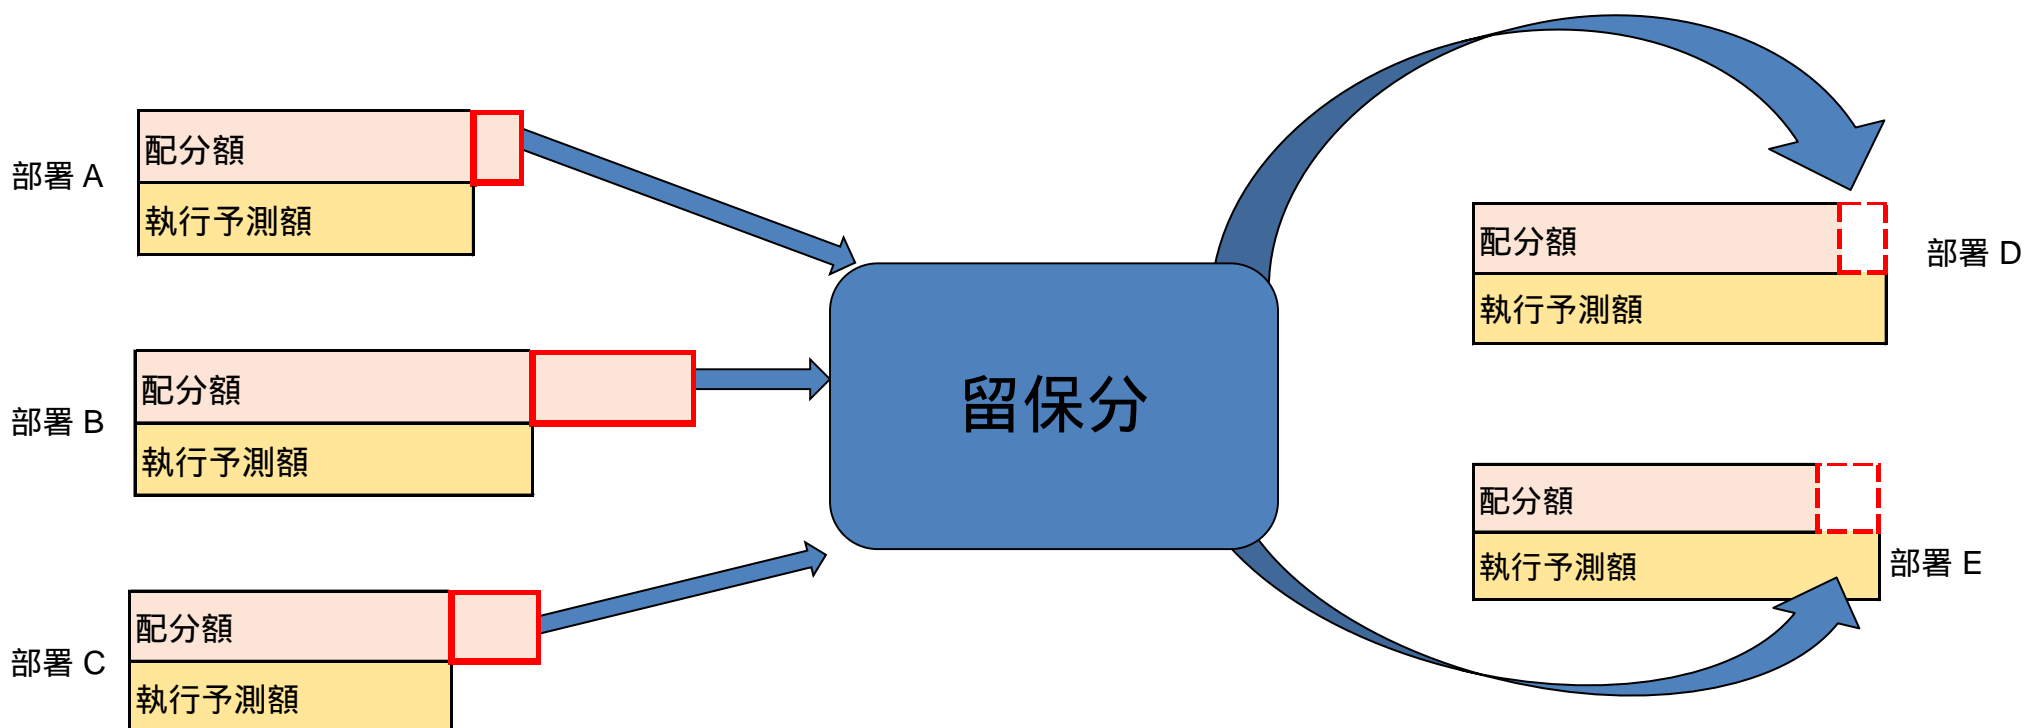 部署 A
配分額
執行予測額
部署 B
配分額
執行予測額
部署 C
配分額
執行予測額
留保分
配分額
執行予測額
部署 D
配分額
執行予測額
部署 E